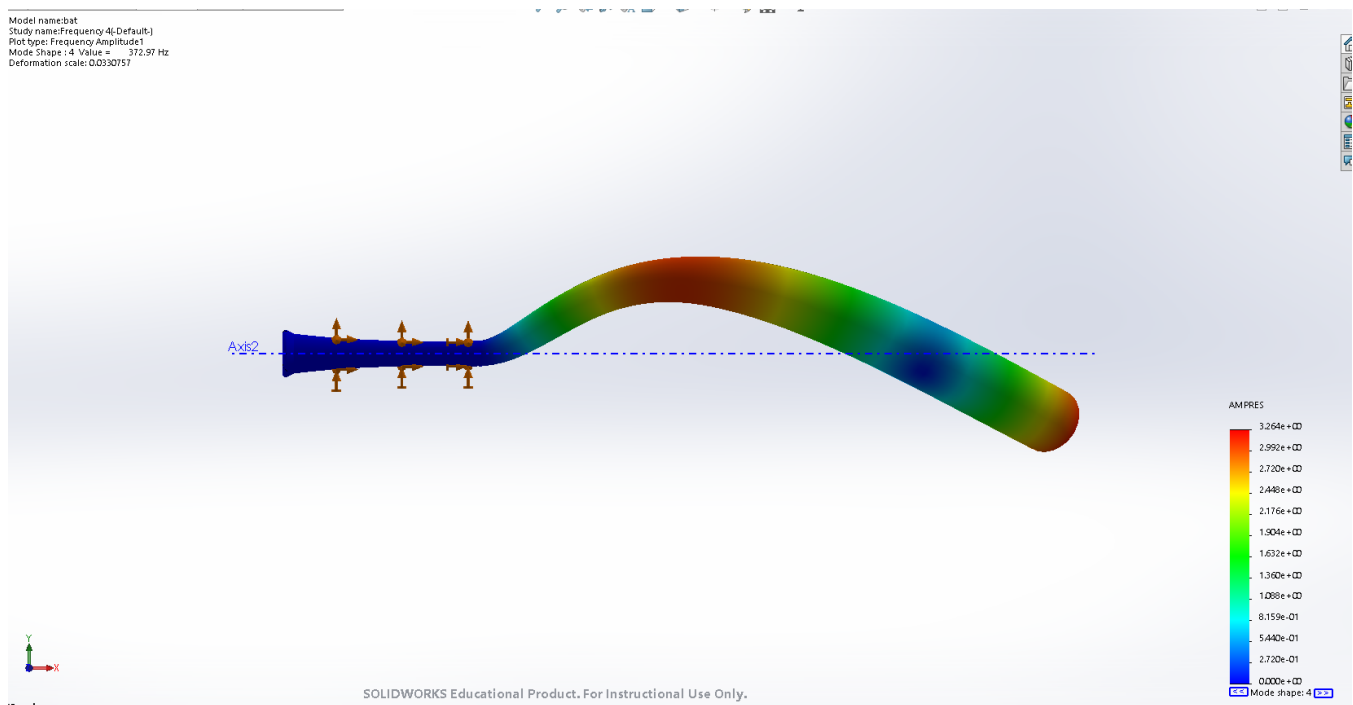 Model name:bat
Study name:Frequency 4(-Default-)
Plot type: Frequency Amplitude1
Mode Shape : 4 Value = 372.97 Hz
Deformation scale: 0.0330757
Axis2
AMPRES
3.264e+00
2.992e+00
2.720e+00
2.448e+00
2.176e+00
1.904e+00
1.632e+00
1.360e+00
1.088e+00
8.159e-01
5.440e-01
2.720e-01
0.000e+00
<< Mode shape: 4 >>
Y
X
SOLIDWORKS Educational Product. For Instructional Use Only.